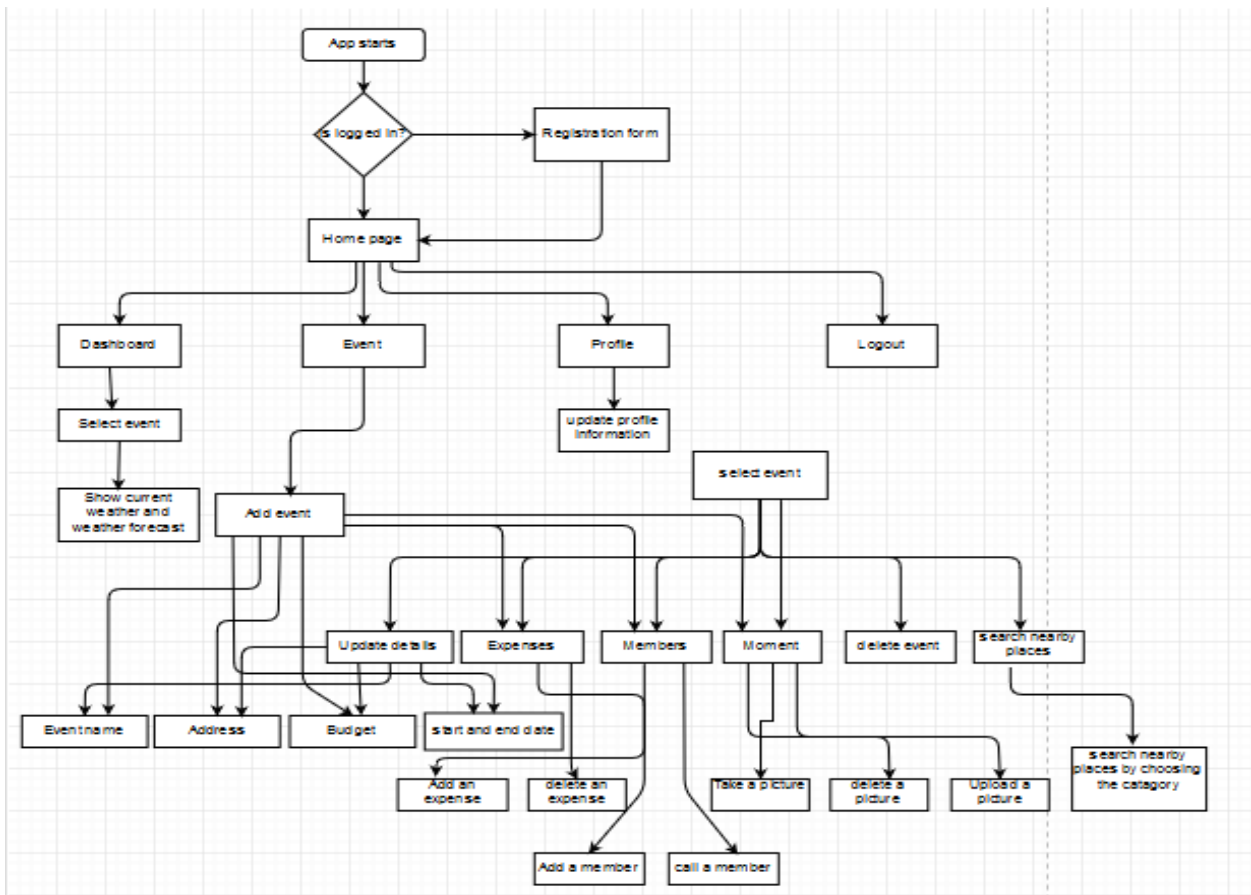 App starts
Is logged in?
Registration form
Home page
Dashboard
Event
Profile
Logout
Select event
update profile
information
select event
Show current
weather and
weather forecast
Add event
Update details
Expenses
Members
Moment
delete event
search nearby
places
Event name
Address
Budget
start and end date
Add an
expense
delete an
expense
Take a picture
delete a
picture
Upload a
picture
search nearby
places by choosing
the catagory
Add a member
call a member